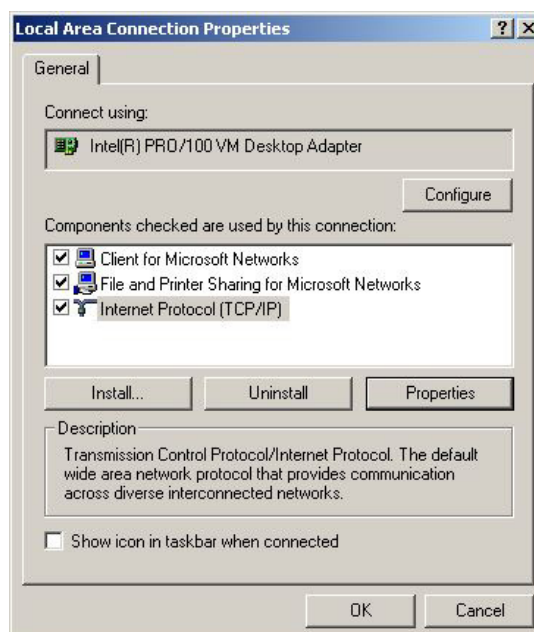 Local Area Connection Properties
General
Connect using:
Intel(R) PRO/100 VM Desktop Adapter
Configure
Components checked are used by this connection:
Client for Microsoft Networks
File and Printer Sharing for Microsoft Networks
Internet Protocol (TCP/IP)
Install... Uninstall Properties
Description
Transmission Control Protocol/Internet Protocol. The default
wide area network protocol that provides communication
across diverse interconnected networks.
Show icon in taskbar when connected
OK Cancel